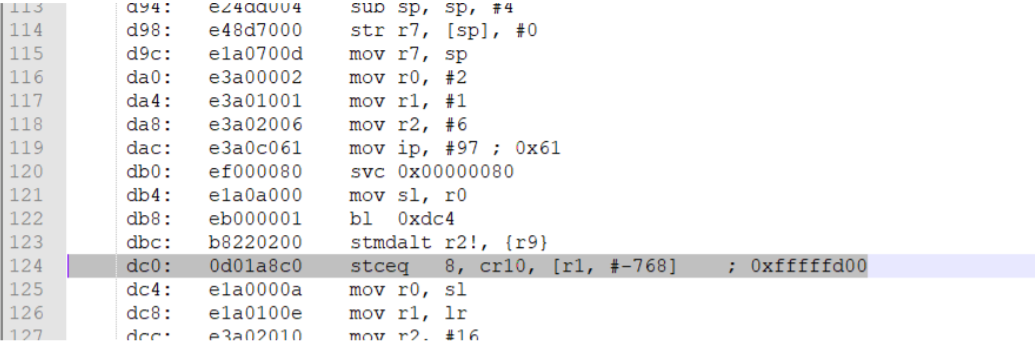 113 d94: e24dd004 sub sp, sp, #4
114 d98: e48d7000 str r7, [sp], #0
115 d9c: e1a0700d mov r7, sp
116 da0: e3a00002 mov r0, #2
117 da4: e3a01001 mov r1, #1
118 da8: e3a02006 mov r2, #6
119 dac: e3a0c061 mov ip, #97 ; 0x61
120 db0: ef000080 svc 0x00000080
121 db4: e1a0a000 mov sl, r0
122 db8: eb000001 bl 0xdc4
123 dbc: b8220200 stmdalt r2!, {r9}
124 dc0: 0d01a8c0 stceq 8, cr10, [r1, #-768] ; 0xfffffd00
125 dc4: e1a0000a mov r0, sl
126 dc8: e1a0100e mov r1, lr
127 dcc: e3a02010 mov r2, #16